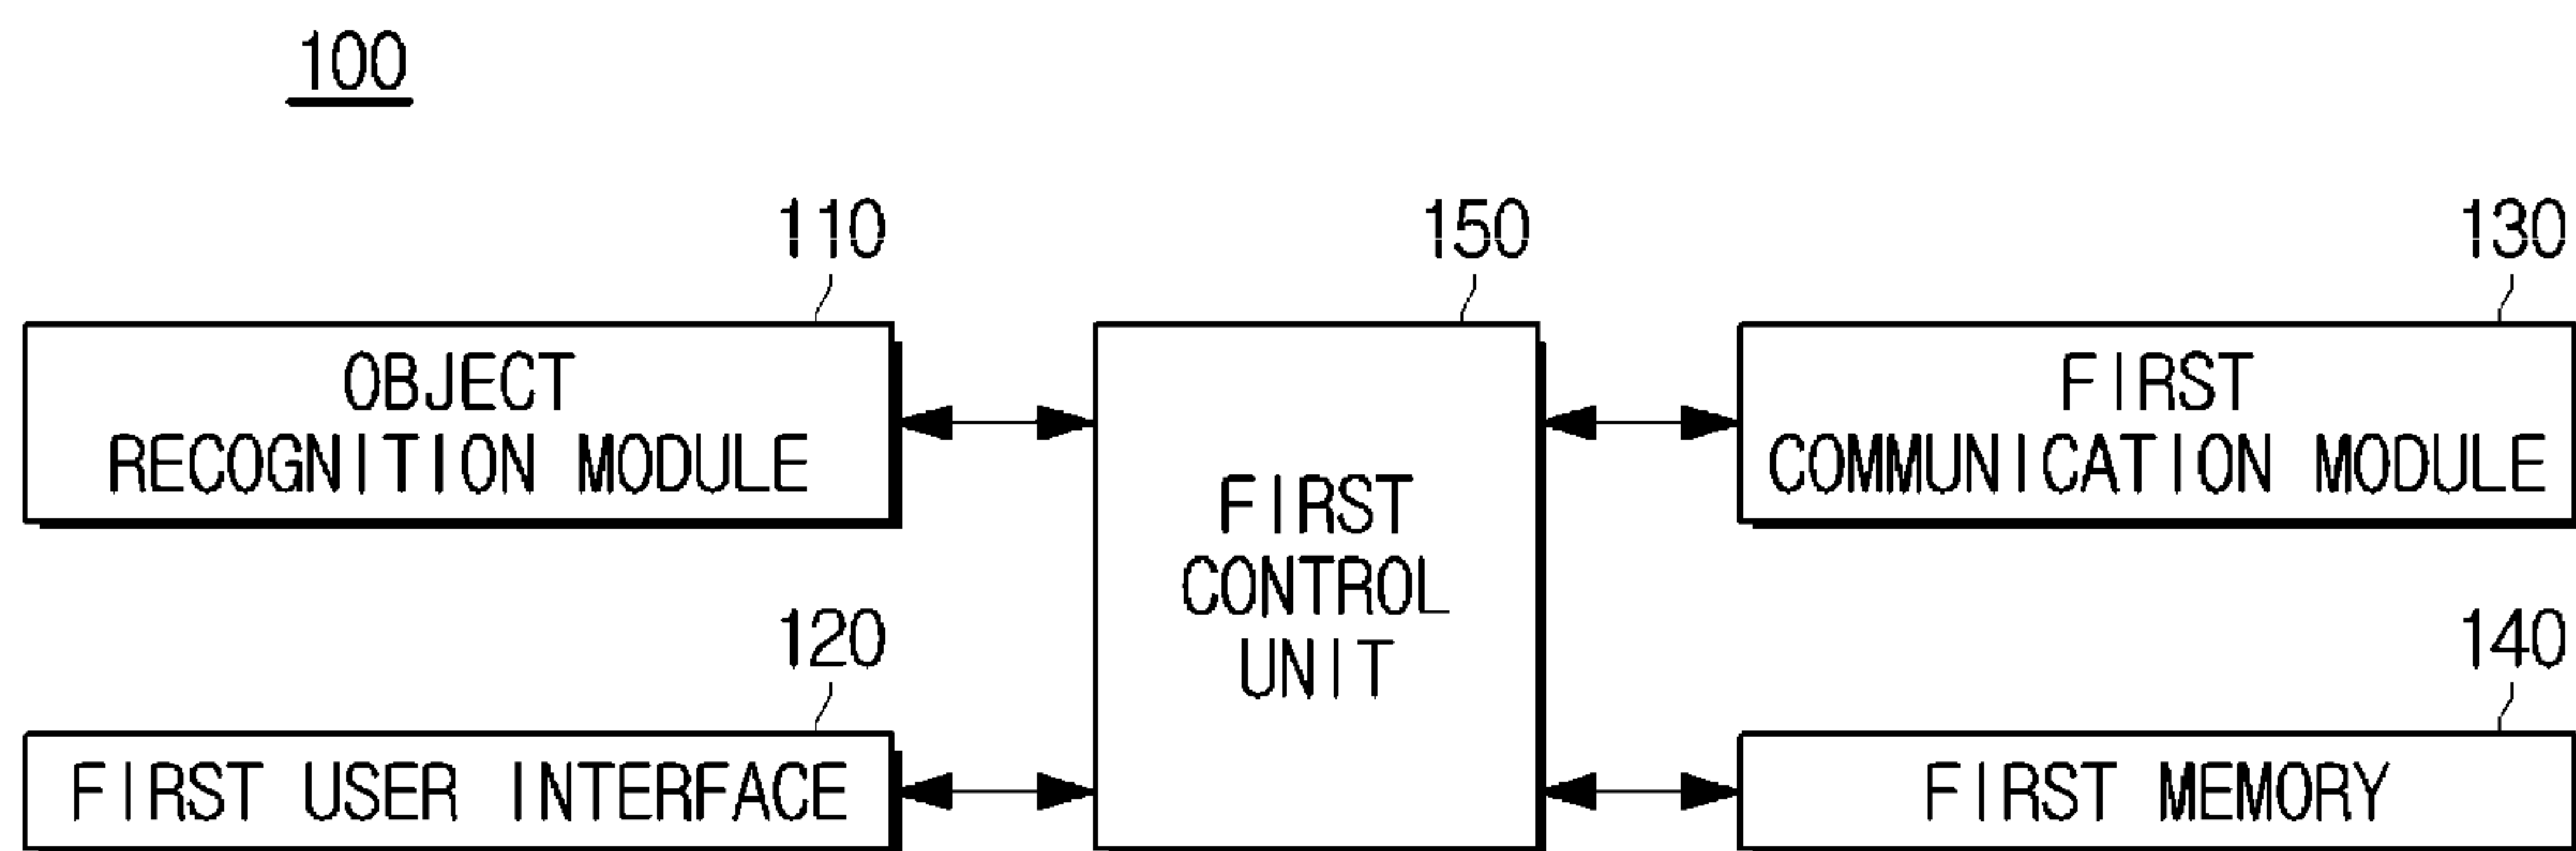 100
110
150
130
OBJECT
RECOGNITION MODULE
FIRST
CONTROL
UNIT
FIRST
COMMUNICATION MODULE
120
140
FIRST USER INTERFACE
FIRST MEMORY